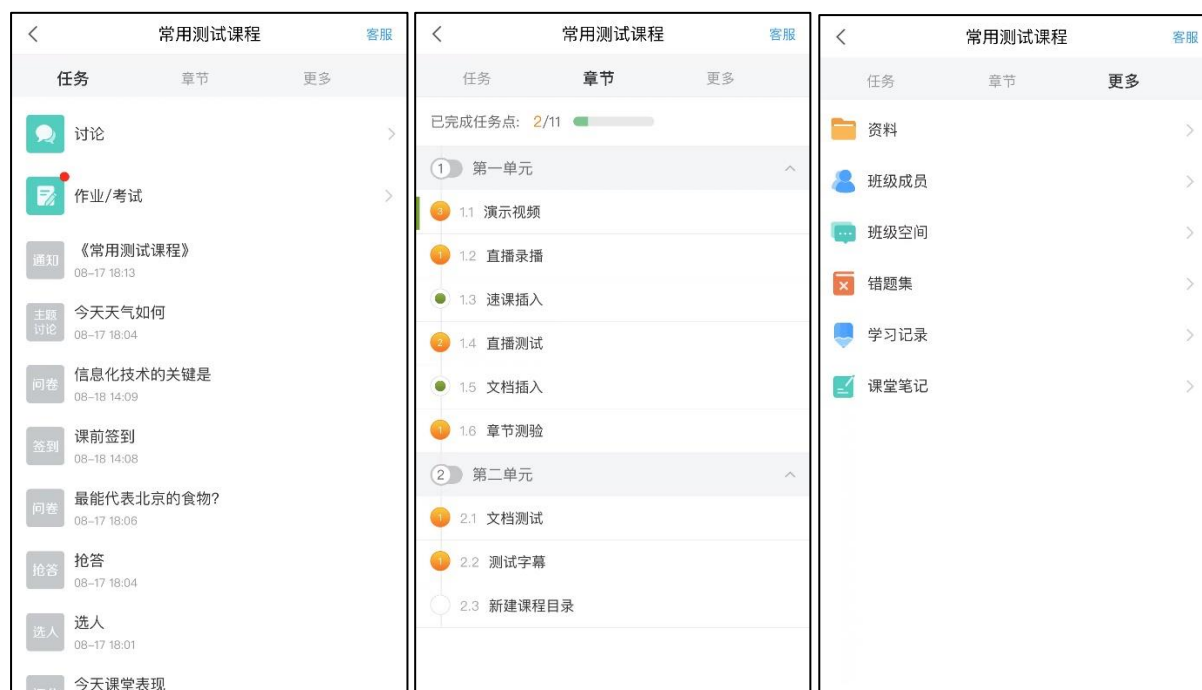 常用测试课程
客服
任务
章节
更多
讨论
作业/考试
通知
《常用测试课程》
08-17 18:13
主题
讨论
今天天气如何
08-17 18:04
问卷
信息化技术的关键是
08-18 14:09
签到
课前签到
08-18 14:08
问卷
最能代表北京的食物?
08-17 18:06
抢答
抢答
08-17 18:04
选人
选人
08-17 18:01
今天课堂表现
常用测试课程
客服
任务
章节
更多
已完成任务点: 2/11
1 第一单元
3 1.1 演示视频
1 1.2 直播录播
1.3 速课插入
2 1.4 直播测试
1.5 文档插入
1 1.6 章节测验
2 第二单元
1 2.1 文档测试
1 2.2 测试字幕
2.3 新建课程目录
常用测试课程
客服
任务
章节
更多
资料
班级成员
班级空间
错题集
学习记录
课堂笔记